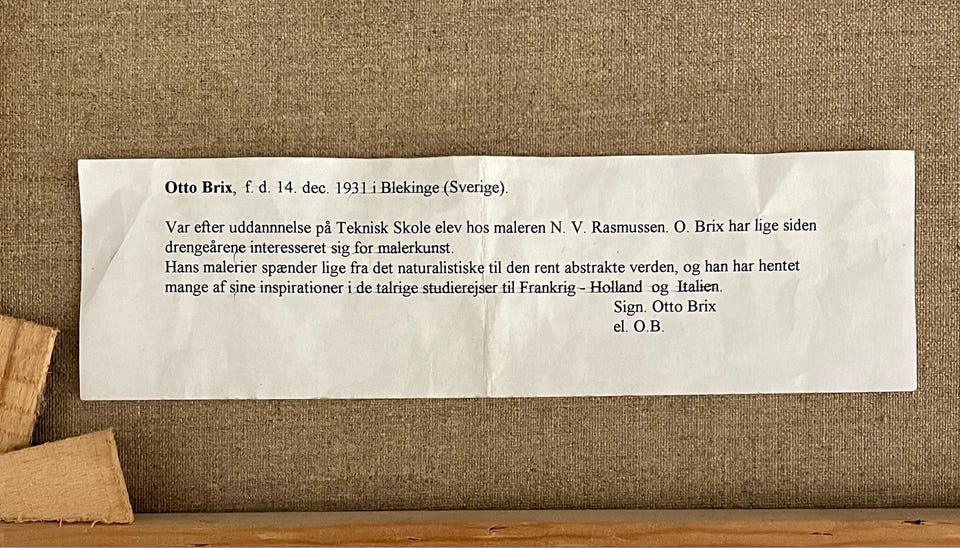 Otto Brix, f. d. 14. dec. 1931 i Blekinge (Sverige).
Var efter uddannnelse på Teknisk Skole elev hos maleren N. V. Rasmussen. O. Brix har lige siden
drengeårene interesseret sig for malerkunst.
Hans malerier spænder lige fra det naturalistiske til den rent abstrakte verden, og han har hentet
mange af sine inspirationer i de talrige studierejser til Frankrig - Holland og Italien.
Sign. Otto Brix
el. O.B.